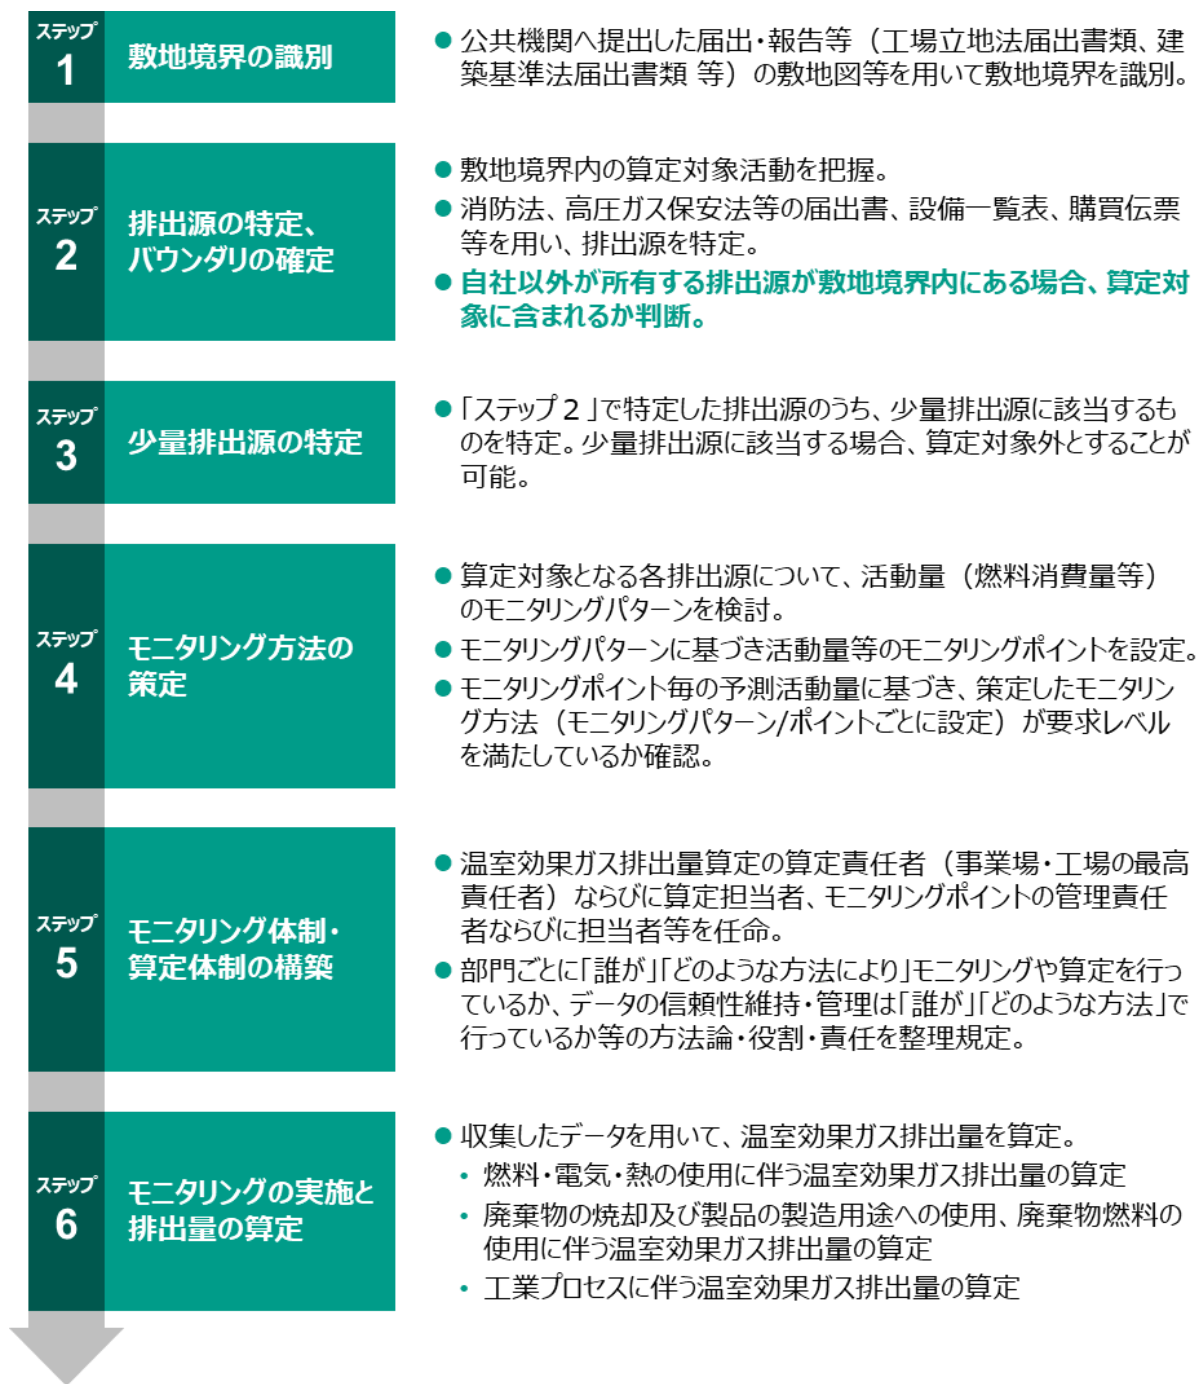 ステップ
1
敷地境界の識別
●公共機関へ提出した届出・報告等（工場立地法届出書類、建
築基準法届出書類 等）の敷地図等を用いて敷地境界を識別。
ステップ
2
排出源の特定、
バウンダリの確定
●敷地境界内の算定対象活動を把握。
●消防法、高圧ガス保安法等の届出書、設備一覧表、購買伝票
等を用い、排出源を特定。
●自社以外が所有する排出源が敷地境界内にある場合、算定対
象に含まれるか判断。
ステップ
3
少量排出源の特定
●「ステップ２」で特定した排出源のうち、少量排出源に該当するも
のを特定。少量排出源に該当する場合、算定対象外とすることが
可能。
ステップ
4
モニタリング方法の
策定
●算定対象となる各排出源について、活動量（燃料消費量等）
のモニタリングパターンを検討。
●モニタリングパターンに基づき活動量等のモニタリングポイントを設定。
●モニタリングポイント毎の予測活動量に基づき、策定したモニタリン
グ方法（モニタリングパターン/ポイントごとに設定）が要求レベル
を満たしているか確認。
ステップ
5
モニタリング体制・
算定体制の構築
●温室効果ガス排出量算定の算定責任者（事業場・工場の最高
責任者）ならびに算定担当者、モニタリングポイントの管理責任
者ならびに担当者等を任命。
●部門ごとに「誰が」「どのような方法により」モニタリングや算定を行っ
ているか、データの信頼性維持・管理は「誰が」「どのような方法」で
行っているか等の方法論・役割・責任を整理規定。
ステップ
6
モニタリングの実施と
排出量の算定
●収集したデータを用いて、温室効果ガス排出量を算定。
・燃料・電気・熱の使用に伴う温室効果ガス排出量の算定
・廃棄物の焼却及び製品の製造用途への使用、廃棄物燃料の
使用に伴う温室効果ガス排出量の算定
・工業プロセスに伴う温室効果ガス排出量の算定